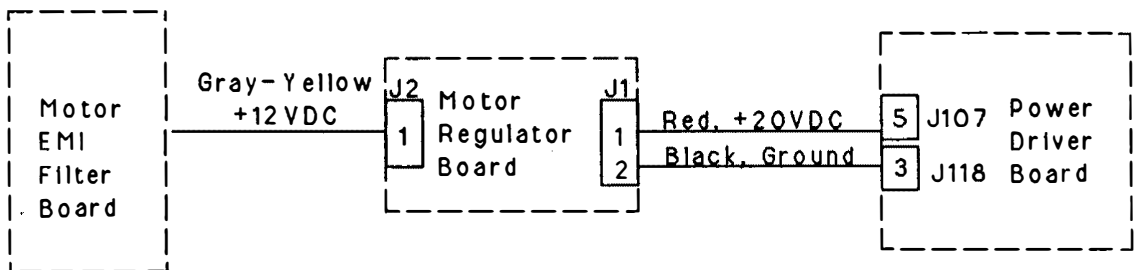 Motor
EMI
Filter
Board
Gray-Yellow
+12VDC
J2
1
Motor
Regulator
Board
J1
1
2
Red, +20VDC
Black, Ground
5
J107
3
J118
Power
Driver
Board